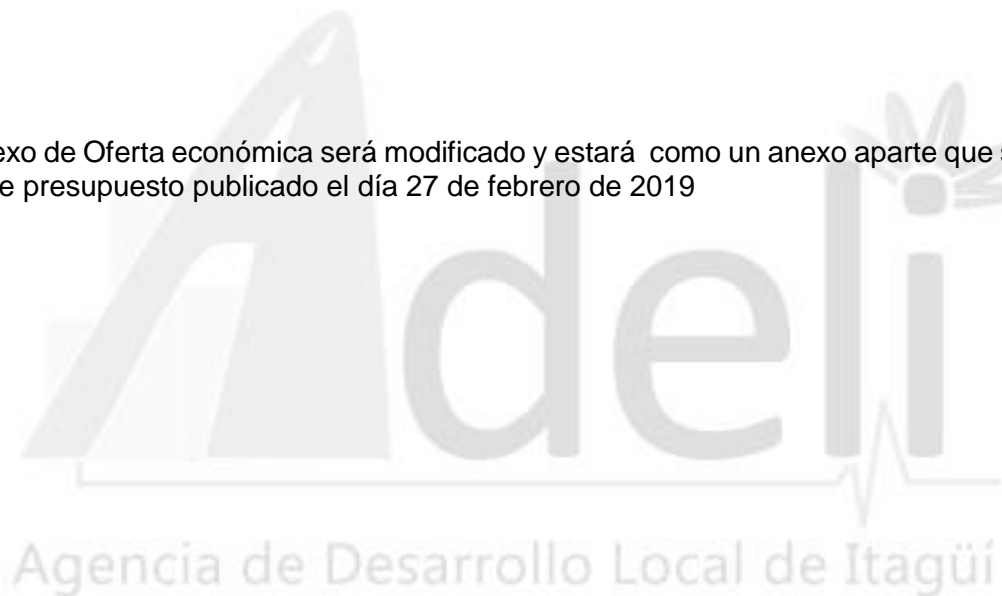 exo de Oferta económica será modificado y estará como un anexo aparte que
e presupuesto publicado el día 27 de febrero de 2019
Adeli
Agencia de Desarrollo Local de Itagüí